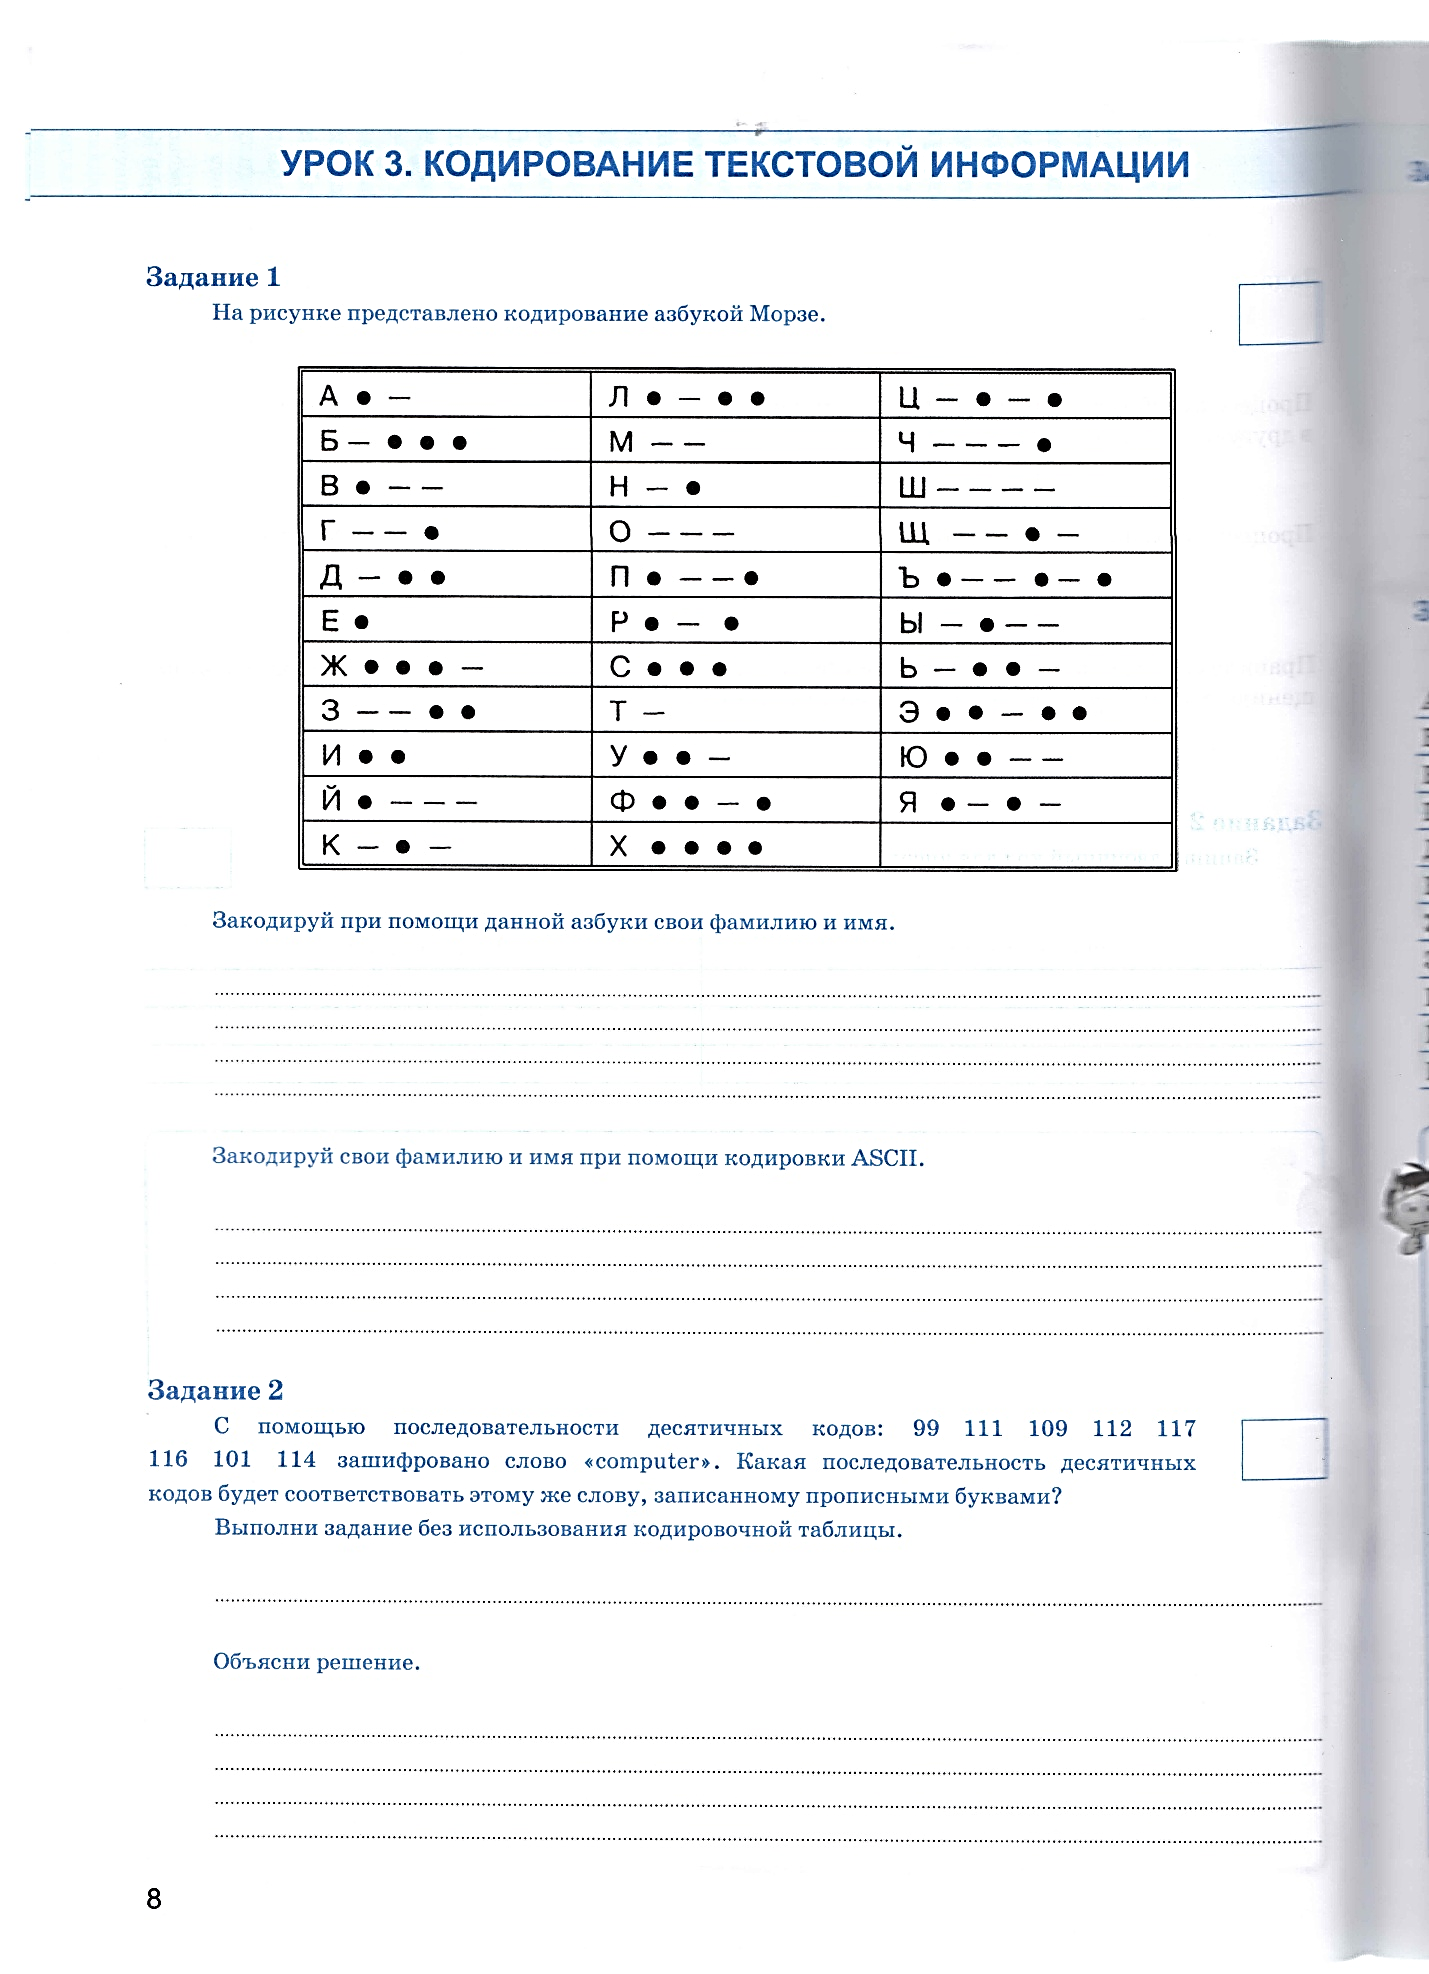 УРОК 3. КОДИРОВАНИЕ ТЕКСТОВОЙ ИНФОРМАЦИИ
Задание 1
На рисунке представлено кодирование азбукой Морзе.
А ● — Л ● — ● ● Ц — ● — ●
Б — ● ● ● М — — Ч — — — ●
В ● — — Н — ● Ш — — — —
Г — — ● О — — — Щ — — ● —
Д — ● ● П ● — — ● Ъ ● — — ● — ●
Е ● Р ● — ● Ы — ● — —
Ж ● ● ● — С ● ● ● Ь — ● ● —
З — — ● ● Т — Э ● ● — ● ●
И ● ● У ● ● — Ю ● ● — —
Й ● — — — Ф ● ● — ● Я ● — ● —
К — ● — Х ● ● ● ●
Закодируй при помощи данной азбуки свои фамилию и имя.
Закодируй свои фамилию и имя при помощи кодировки ASCII.
Задание 2
С помощью последовательности десятичных кодов: 99 111 109 112 117
116 101 114 зашифровано слово «computer». Какая последовательность десятичных
кодов будет соответствовать этому же слову, записанному прописными буквами?
Выполни задание без использования кодировочной таблицы.
Объясни решение.
8